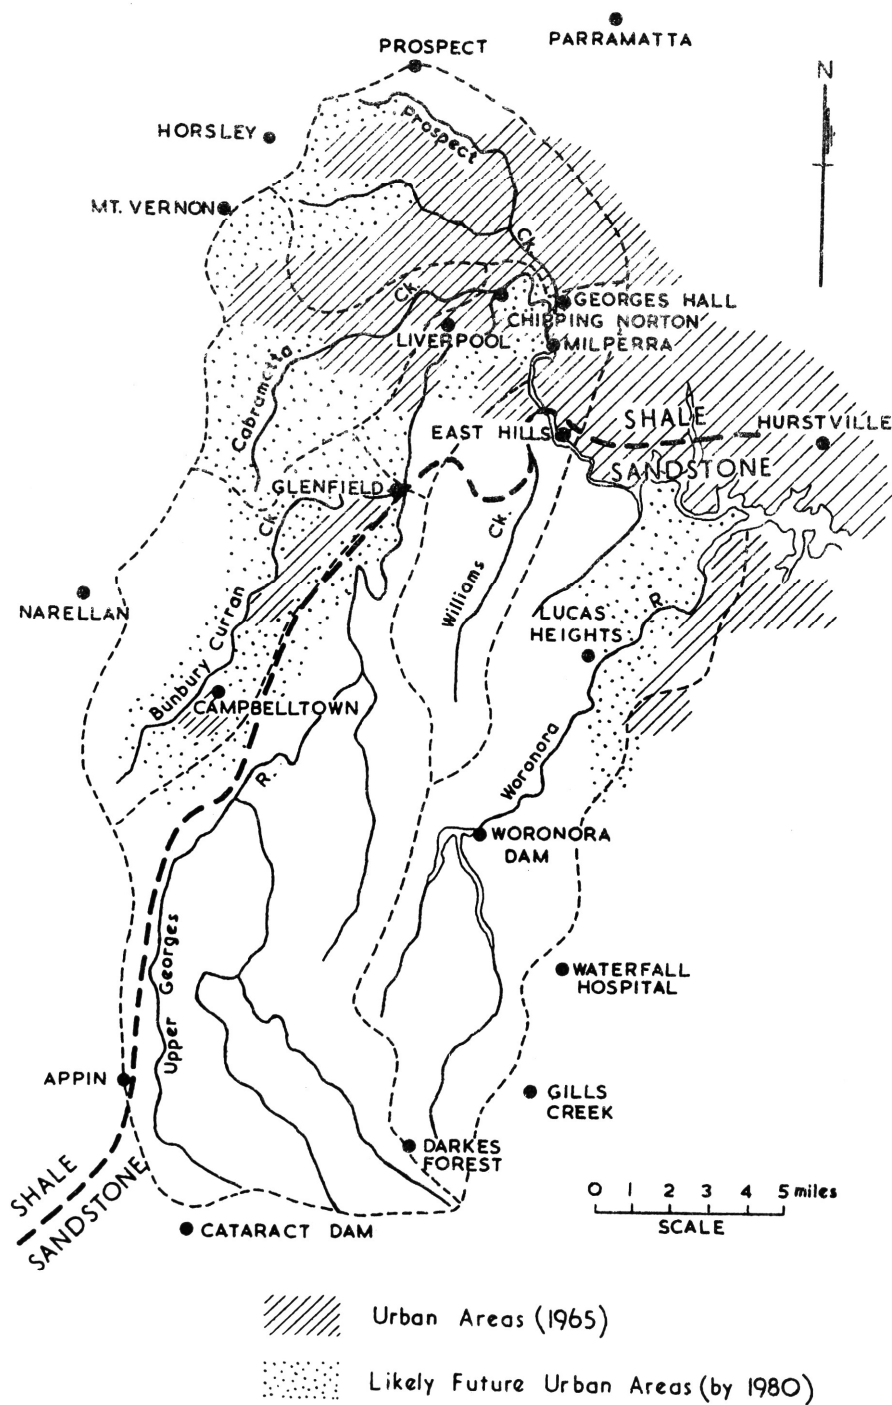 PARRAMATTA
PROSPECT
N
Prospect
HORSLEY
MT. VERNON
Ck.
Ck.
GEORGES HALL
CHIPPING NORTON
LIVERPOOL
MILPERRA
Cabramatta
SHALE
HURSTVILLE
EAST HILLS
SANDSTONE
GLENFIELD
Ck.
Ck
Williams
NARELLAN
LUCAS
HEIGHTS
R.
Bunbury Curran
CAMPBELLTOWN
R.
Woronora
WORONORA
DAM
Upper Georges
WATERFALL
HOSPITAL
APPIN
GILLS
CREEK
DARKES
FOREST
SHALE
SANDSTONE
0 1 2 3 4 5 miles
SCALE
CATARACT DAM
Urban Areas (1965)
Likely Future Urban Areas (by 1980)